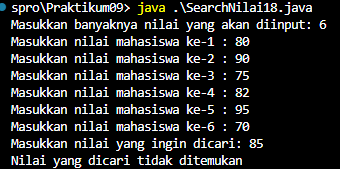 spro\Praktikum09> java .\SearchNilai18.java
Masukkan banyaknya nilai yang akan diinput: 6
Masukkan nilai mahasiswa ke-1 : 80
Masukkan nilai mahasiswa ke-2 : 90
Masukkan nilai mahasiswa ke-3 : 75
Masukkan nilai mahasiswa ke-4 : 82
Masukkan nilai mahasiswa ke-5 : 95
Masukkan nilai mahasiswa ke-6 : 70
Masukkan nilai yang ingin dicari: 85
Nilai yang dicari tidak ditemukan